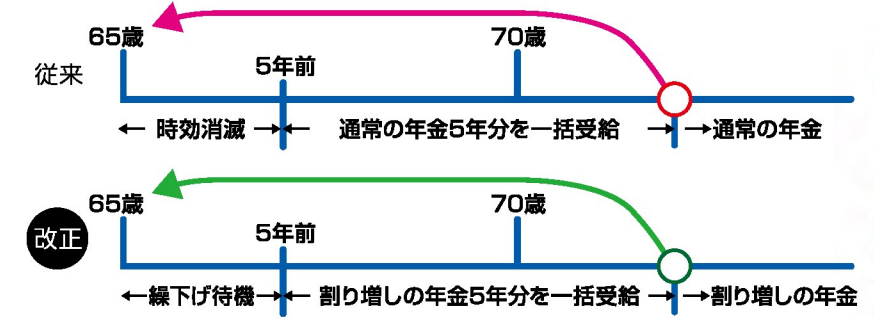 65歳
70歳
5年前
従来
← 時効消滅 →
← 通常の年金5年分を一括受給 →
→通常の年金
65歳
70歳
5年前
改正
←繰下げ待機→
← 割り増しの年金5年分を一括受給 →
→割り増しの年金